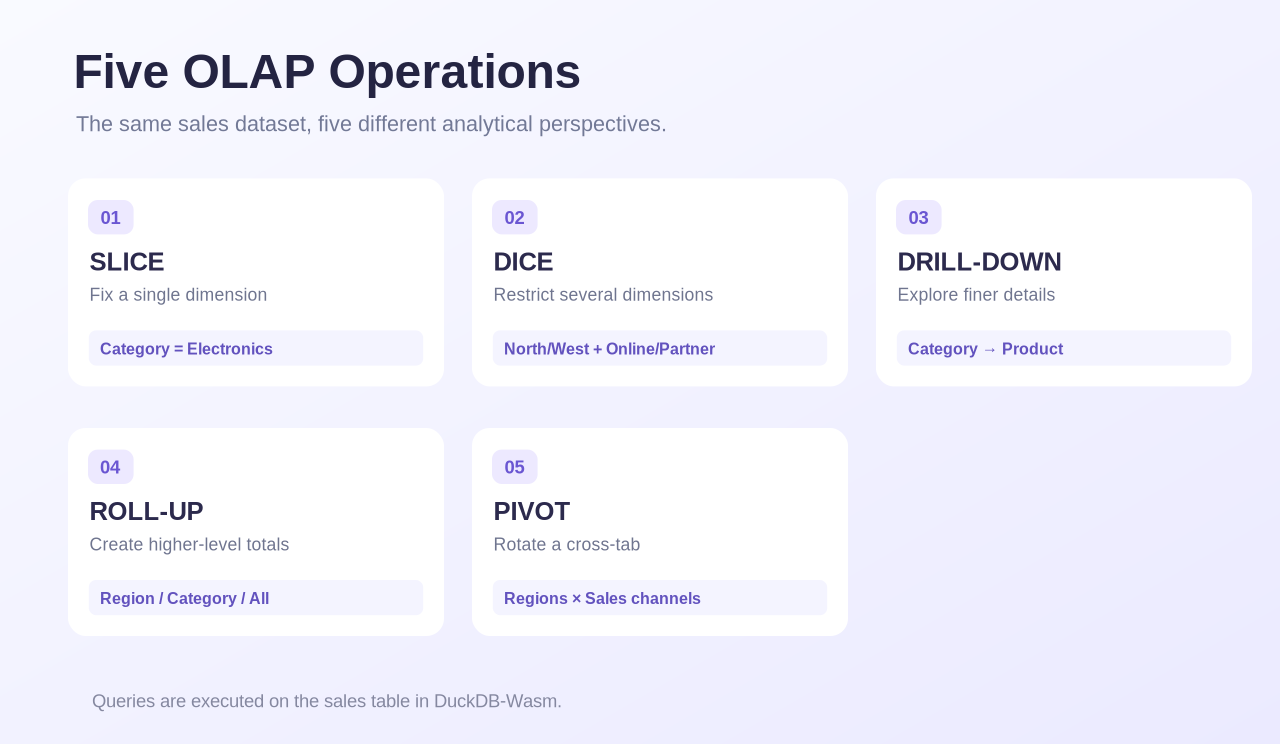 Five OLAP Operations
The same sales dataset, five different analytical perspectives.
01
SLICE
Fix a single dimension
Category = Electronics
02
DICE
Restrict several dimensions
North/West + Online/Partner
03
DRILL-DOWN
Explore finer details
Category → Product
04
ROLL-UP
Create higher-level totals
Region / Category / All
05
PIVOT
Rotate a cross-tab
Regions × Sales channels
Queries are executed on the sales table in DuckDB-Wasm.